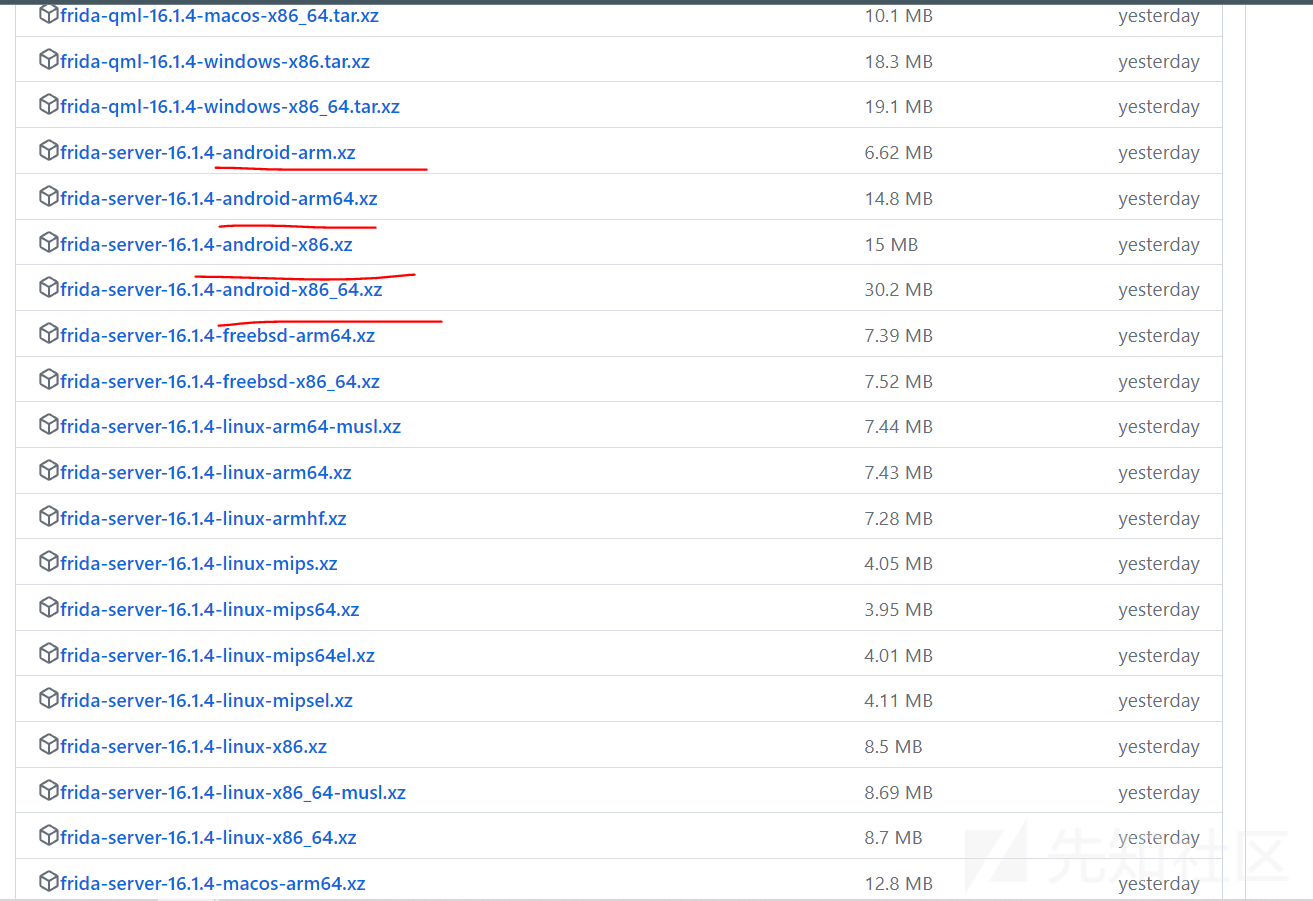 frida-qml-16.1.4-macos-x86_64.tar.xz 10.1 MB yesterday
frida-qml-16.1.4-windows-x86.tar.xz 18.3 MB yesterday
frida-qml-16.1.4-windows-x86_64.tar.xz 19.1 MB yesterday
frida-server-16.1.4-android-arm.xz 6.62 MB yesterday
frida-server-16.1.4-android-arm64.xz 14.8 MB yesterday
frida-server-16.1.4-android-x86.xz 15 MB yesterday
frida-server-16.1.4-android-x86_64.xz 30.2 MB yesterday
frida-server-16.1.4-freebsd-arm64.xz 7.39 MB yesterday
frida-server-16.1.4-freebsd-x86_64.xz 7.52 MB yesterday
frida-server-16.1.4-linux-arm64-musl.xz 7.44 MB yesterday
frida-server-16.1.4-linux-arm64.xz 7.43 MB yesterday
frida-server-16.1.4-linux-armhf.xz 7.28 MB yesterday
frida-server-16.1.4-linux-mips.xz 4.05 MB yesterday
frida-server-16.1.4-linux-mips64.xz 3.95 MB yesterday
frida-server-16.1.4-linux-mips64el.xz 4.01 MB yesterday
frida-server-16.1.4-linux-mipsel.xz 4.11 MB yesterday
frida-server-16.1.4-linux-x86.xz 8.5 MB yesterday
frida-server-16.1.4-linux-x86_64-musl.xz 8.69 MB yesterday
frida-server-16.1.4-linux-x86_64.xz 8.7 MB yesterday
frida-server-16.1.4-macos-arm64.xz 12.8 MB yesterday
先知社区